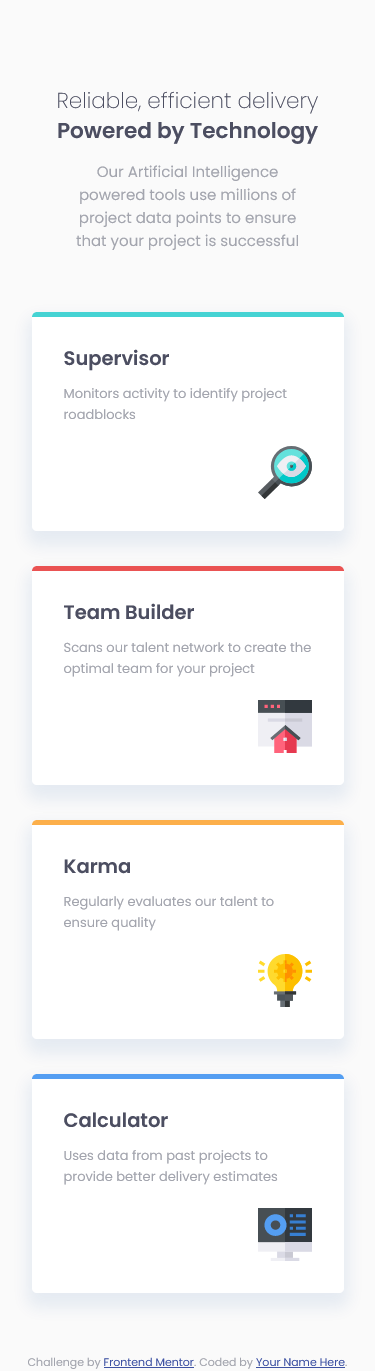 Reliable, efficient delivery
Powered by Technology
Our Artificial Intelligence
powered tools use millions of
project data points to ensure
that your project is successful
Supervisor
Monitors activity to identify project
roadblocks
Team Builder
Scans our talent network to create the
optimal team for your project
Karma
Regularly evaluates our talent to
ensure quality
Calculator
Uses data from past projects to
provide better delivery estimates
Challenge by Frontend Mentor. Coded by Your Name Here.